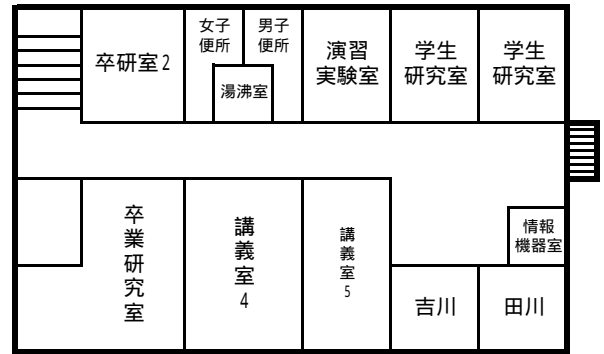 卒研室2
女子
便所
男子
便所
湯沸室
演習
実験室
学生
研究室
学生
研究室
卒業研究室
講義室4
講義室5
情報
機器室
吉川
田川